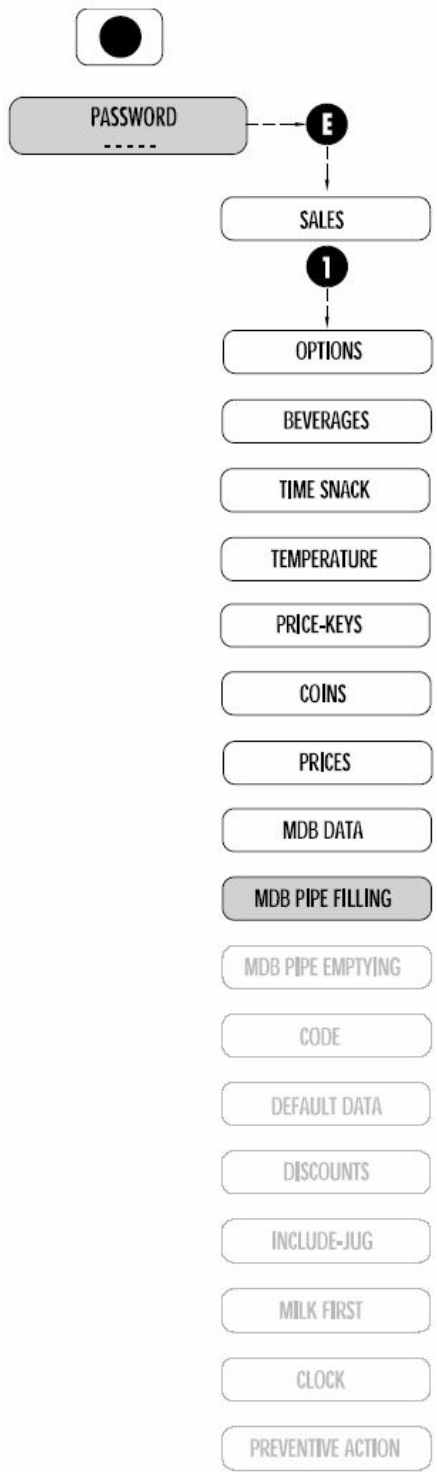 PASSWORD
-----
E
SALES
1
OPTIONS
BEVERAGES
TIME SNACK
TEMPERATURE
PRICE-KEYS
COINS
PRICES
MDB DATA
MDB PIPE FILLING
MDB PIPE EMPTYING
CODE
DEFAULT DATA
DISCOUNTS
INCLUDE-JUG
MILK FIRST
CLOCK
PREVENTIVE ACTION